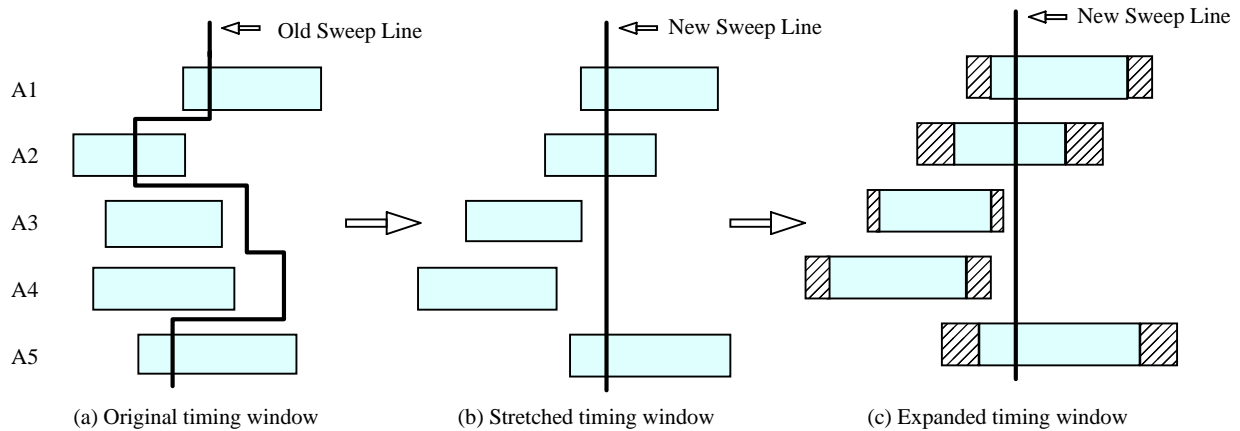 Old Sweep Line
New Sweep Line
New Sweep Line
A1
A2
A3
A4
A5
(a) Original timing window
(b) Stretched timing window
(c) Expanded timing window